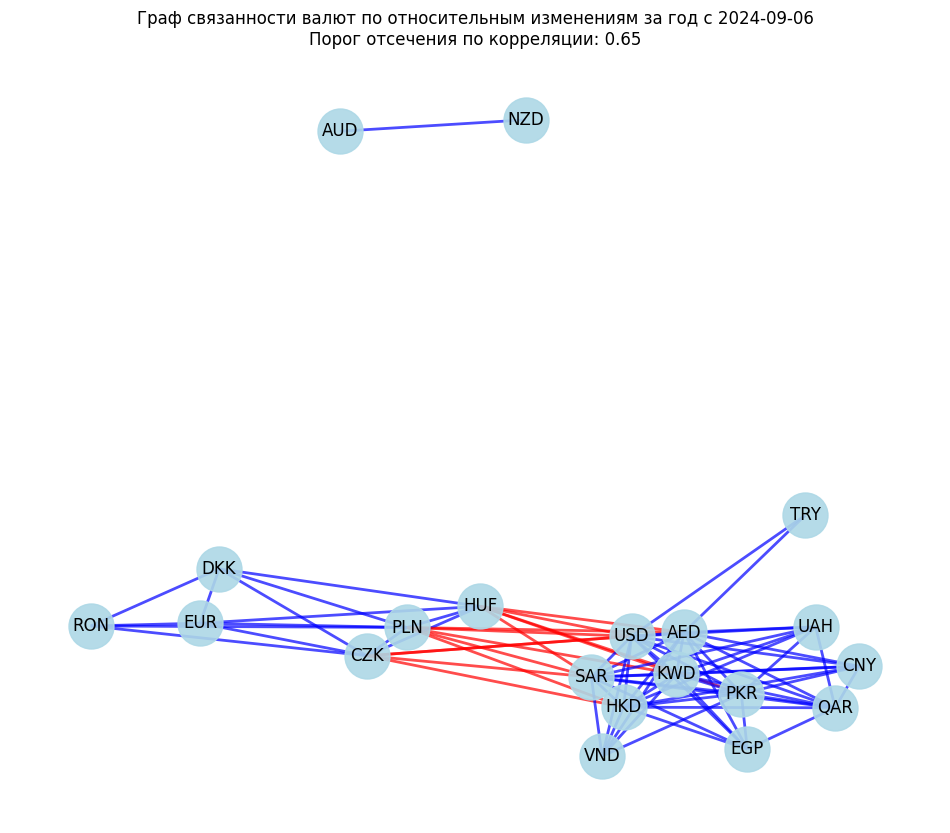 Граф связанности валют по относительным изменениям за год с 2024-09-06
Порог отсечения по корреляции: 0.65
NZD
AUD
TRY
DKK
HUF
EUR
RON
PLN
UAH
AED
USD
CZK
CNY
KWD
SAR
PKR
HKD
QAR
EGP
VND